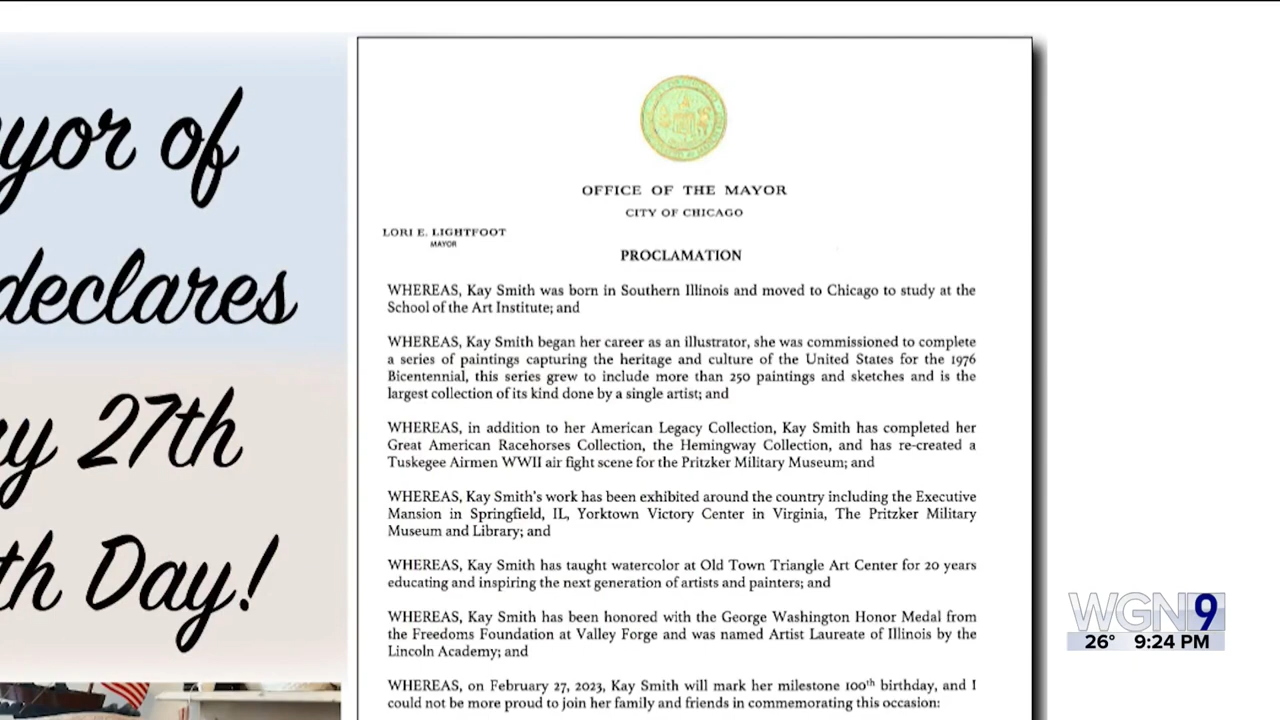 yor of
declares
y 27th
th Day!
OFFICE OF THE MAYOR
CITY OF CHICAGO
LORI E. LIGHTFOOT
MAYOR
PROCLAMATION
WHEREAS, Kay Smith was born in Southern Illinois and moved to Chicago to study at the
School of the Art Institute; and
WHEREAS, Kay Smith began her career as an illustrator, she was commissioned to complete
a series of paintings capturing the heritage and culture of the United States for the 1976
Bicentennial, this series grew to include more than 250 paintings and sketches and is the
largest collection of its kind done by a single artist; and
WHEREAS, in addition to her American Legacy Collection, Kay Smith has completed her
Great American Racehorses Collection, the Hemingway Collection, and has re-created a
Tuskegee Airmen WWII air fight scene for the Pritzker Military Museum; and
WHEREAS, Kay Smith's work has been exhibited around the country including the Executive
Mansion in Springfield, IL, Yorktown Victory Center in Virginia, The Pritzker Military
Museum and Library; and
WHEREAS, Kay Smith has taught watercolor at Old Town Triangle Art Center for 20 years
educating and inspiring the next generation of artists and painters; and
WHEREAS, Kay Smith has been honored with the George Washington Honor Medal from
the Freedoms Foundation at Valley Forge and was named Artist Laureate of Illinois by the
Lincoln Academy; and
WHEREAS, on February 27, 2023, Kay Smith will mark her milestone 100th birthday, and I
could not be more proud to join her family and friends in commemorating this occasion:
WGN9
26° 9:24 PM